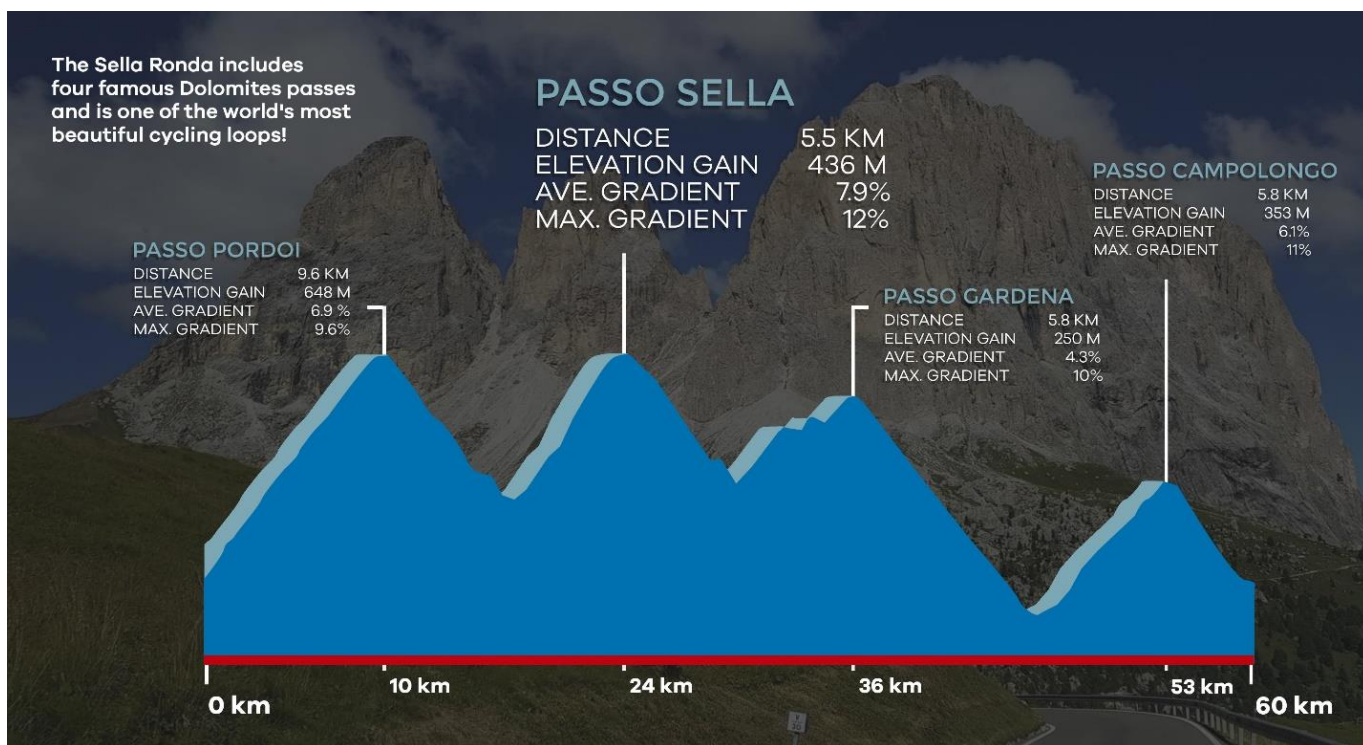 The Sella Ronda includes
four famous Dolomites passes
and is one of the world's most
beautiful cycling loops!
PASSO PORDOI
DISTANCE 9.6 KM
ELEVATION GAIN 648 M
AVE. GRADIENT 6.9 %
MAX. GRADIENT 9.6%
PASSO SELLA
DISTANCE 5.5 KM
ELEVATION GAIN 436 M
AVE. GRADIENT 7.9%
MAX. GRADIENT 12%
PASSO GARDENA
DISTANCE 5.8 KM
ELEVATION GAIN 250 M
AVE. GRADIENT 4.3%
MAX. GRADIENT 10%
PASSO CAMPOLONGO
DISTANCE 5.8 KM
ELEVATION GAIN 353 M
AVE. GRADIENT 6.1%
MAX. GRADIENT 11%
0 km
10 km
24 km
36 km
53 km
60 km